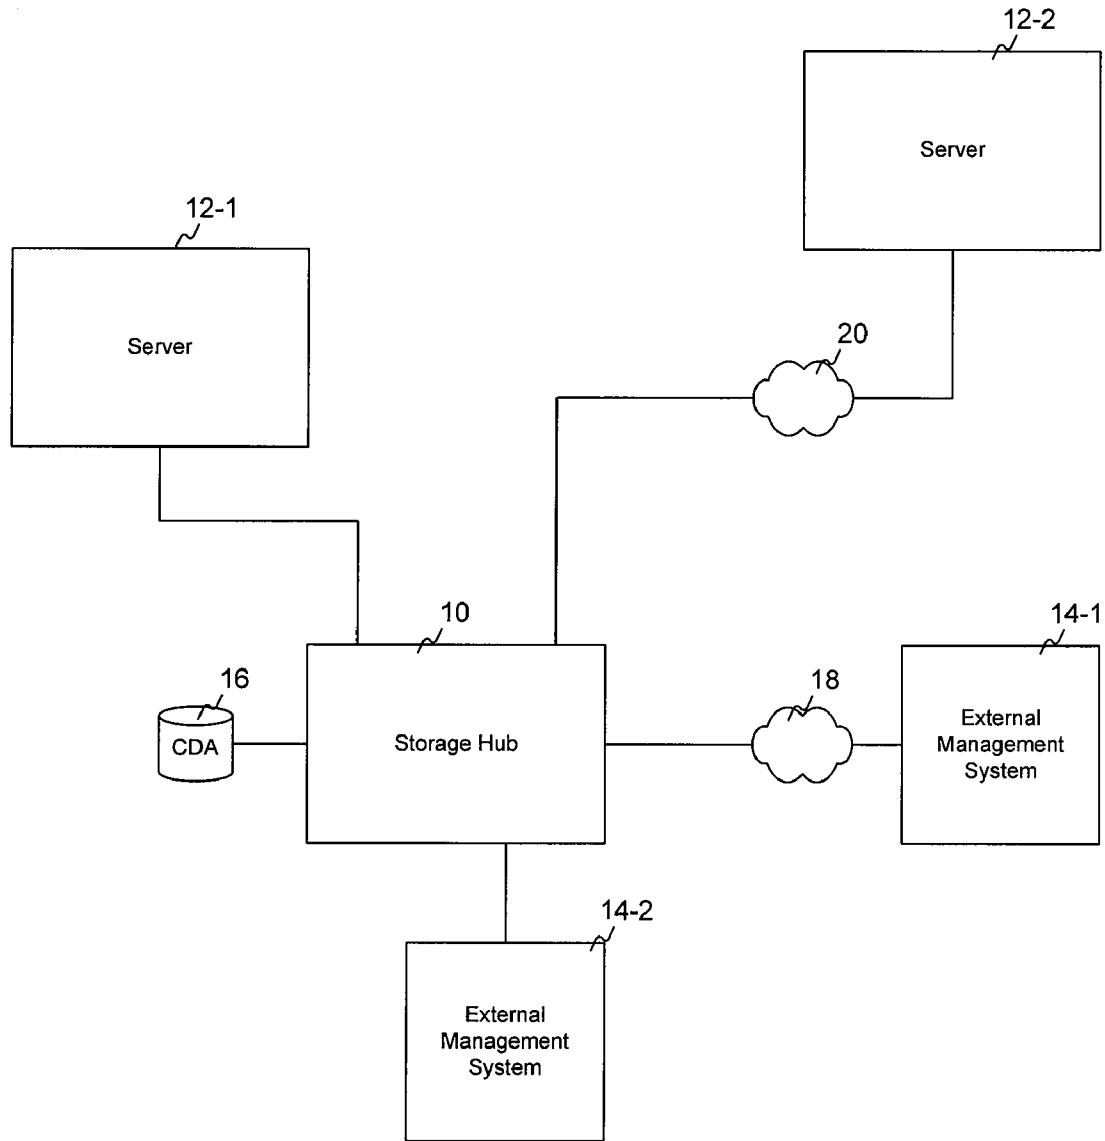 12-2
Server
12-1
Server
20
10
Storage Hub
16
CDA
18
14-1
External
Management
System
14-2
External
Management
System